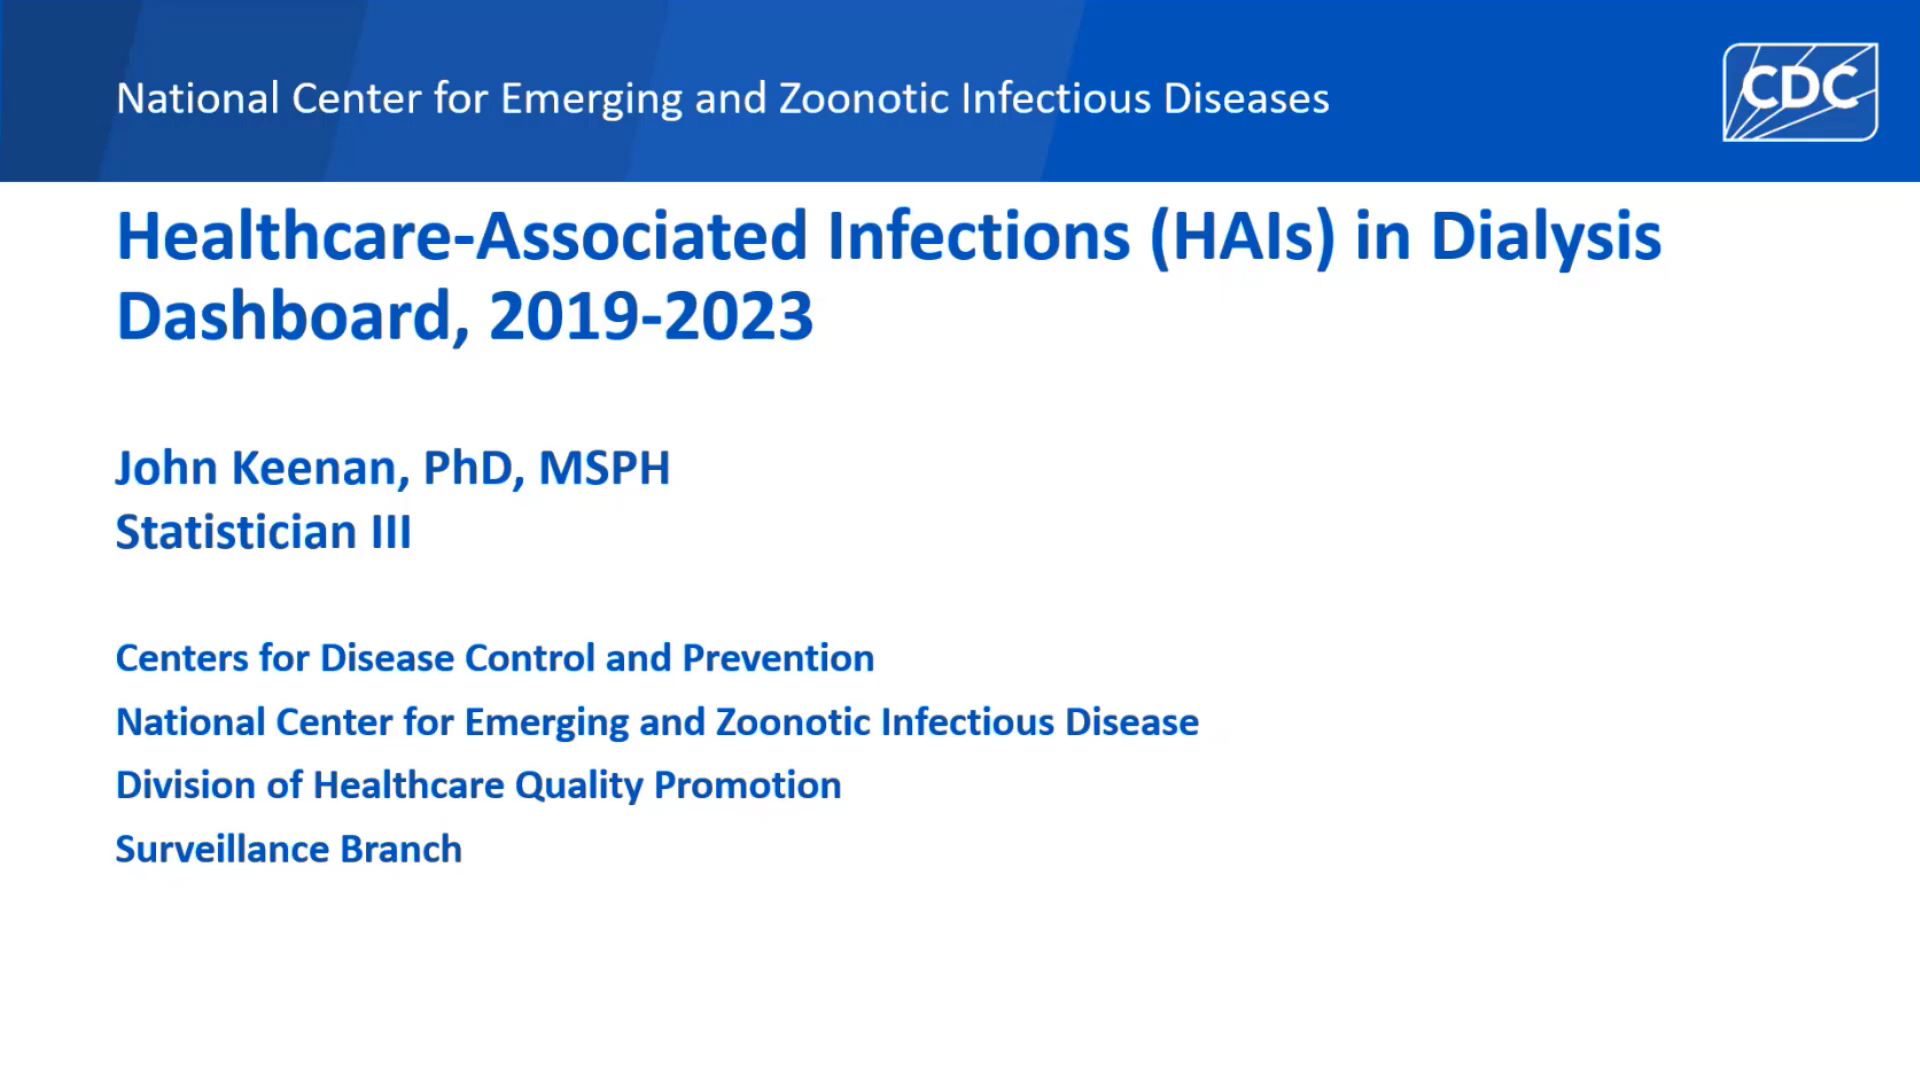 National Center for Emerging and Zoonotic Infectious Diseases
CDC
Healthcare-Associated Infections (HAIs) in Dialysis
Dashboard, 2019-2023
John Keenan, PhD, MSPH
Statistician III
Centers for Disease Control and Prevention
National Center for Emerging and Zoonotic Infectious Disease
Division of Healthcare Quality Promotion
Surveillance Branch